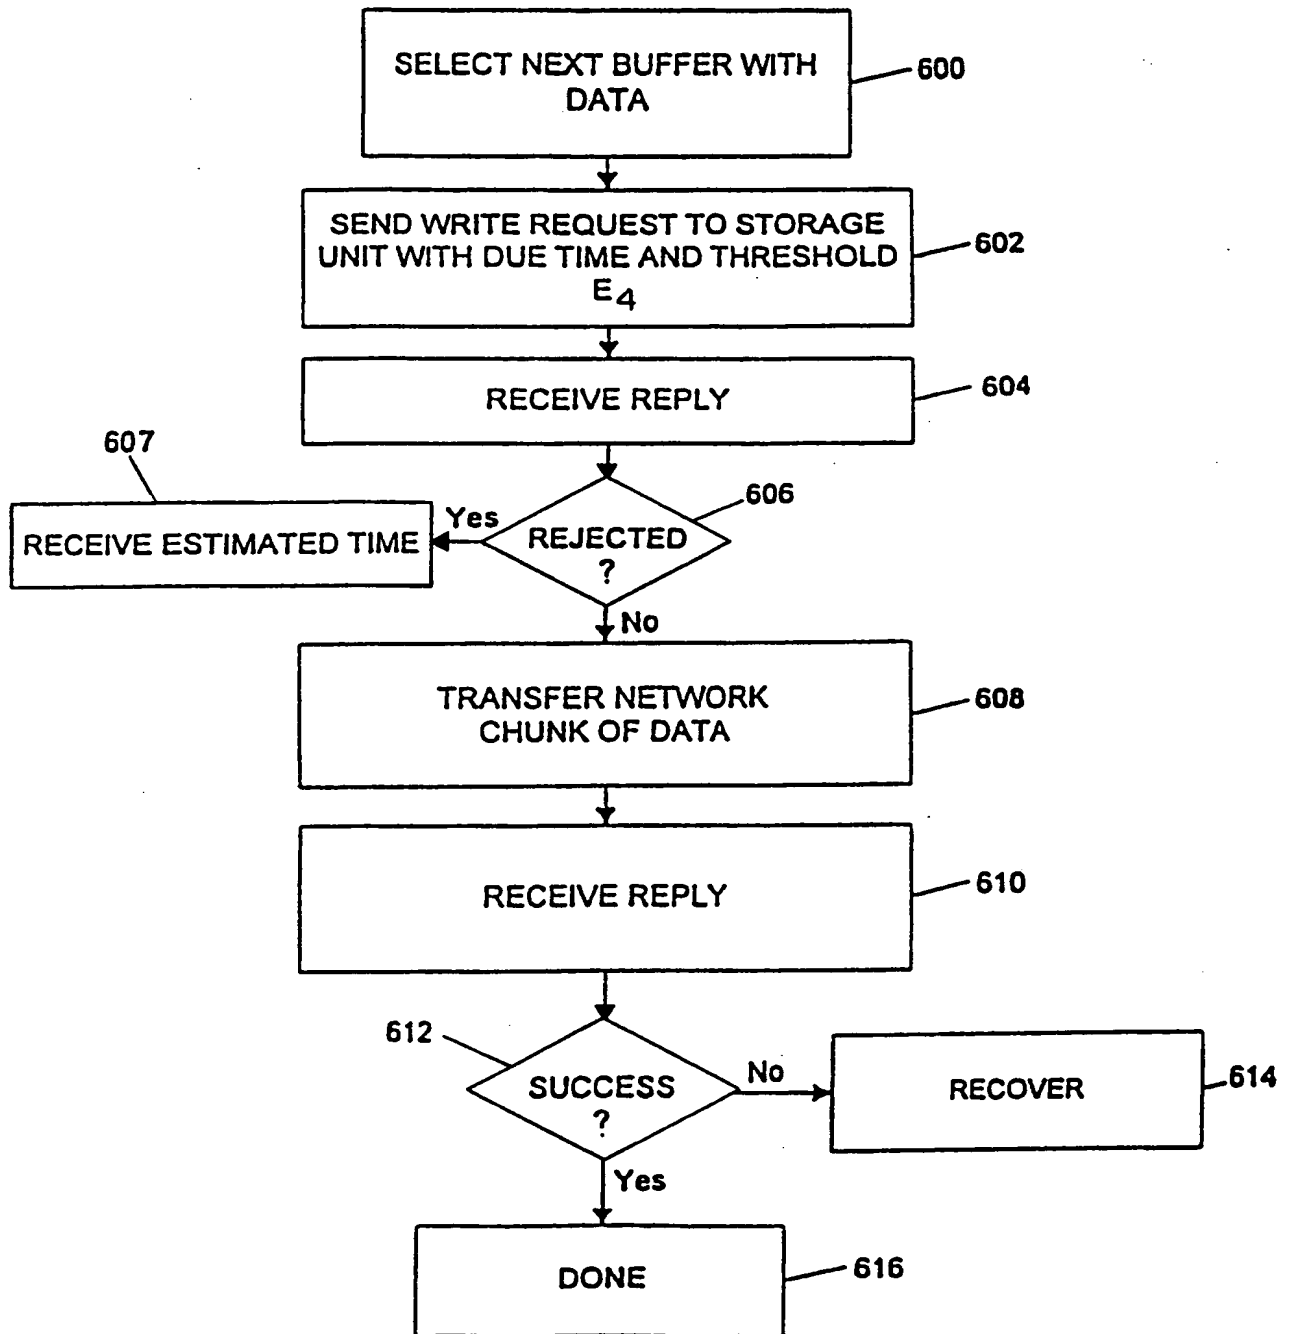 SELECT NEXT BUFFER WITH
DATA
600
SEND WRITE REQUEST TO STORAGE
UNIT WITH DUE TIME AND THRESHOLD
E4
602
RECEIVE REPLY
604
607
606
RECEIVE ESTIMATED TIME
Yes
REJECTED
?
No
TRANSFER NETWORK
CHUNK OF DATA
608
RECEIVE REPLY
610
612
SUCCESS
?
No
RECOVER
614
Yes
DONE
616